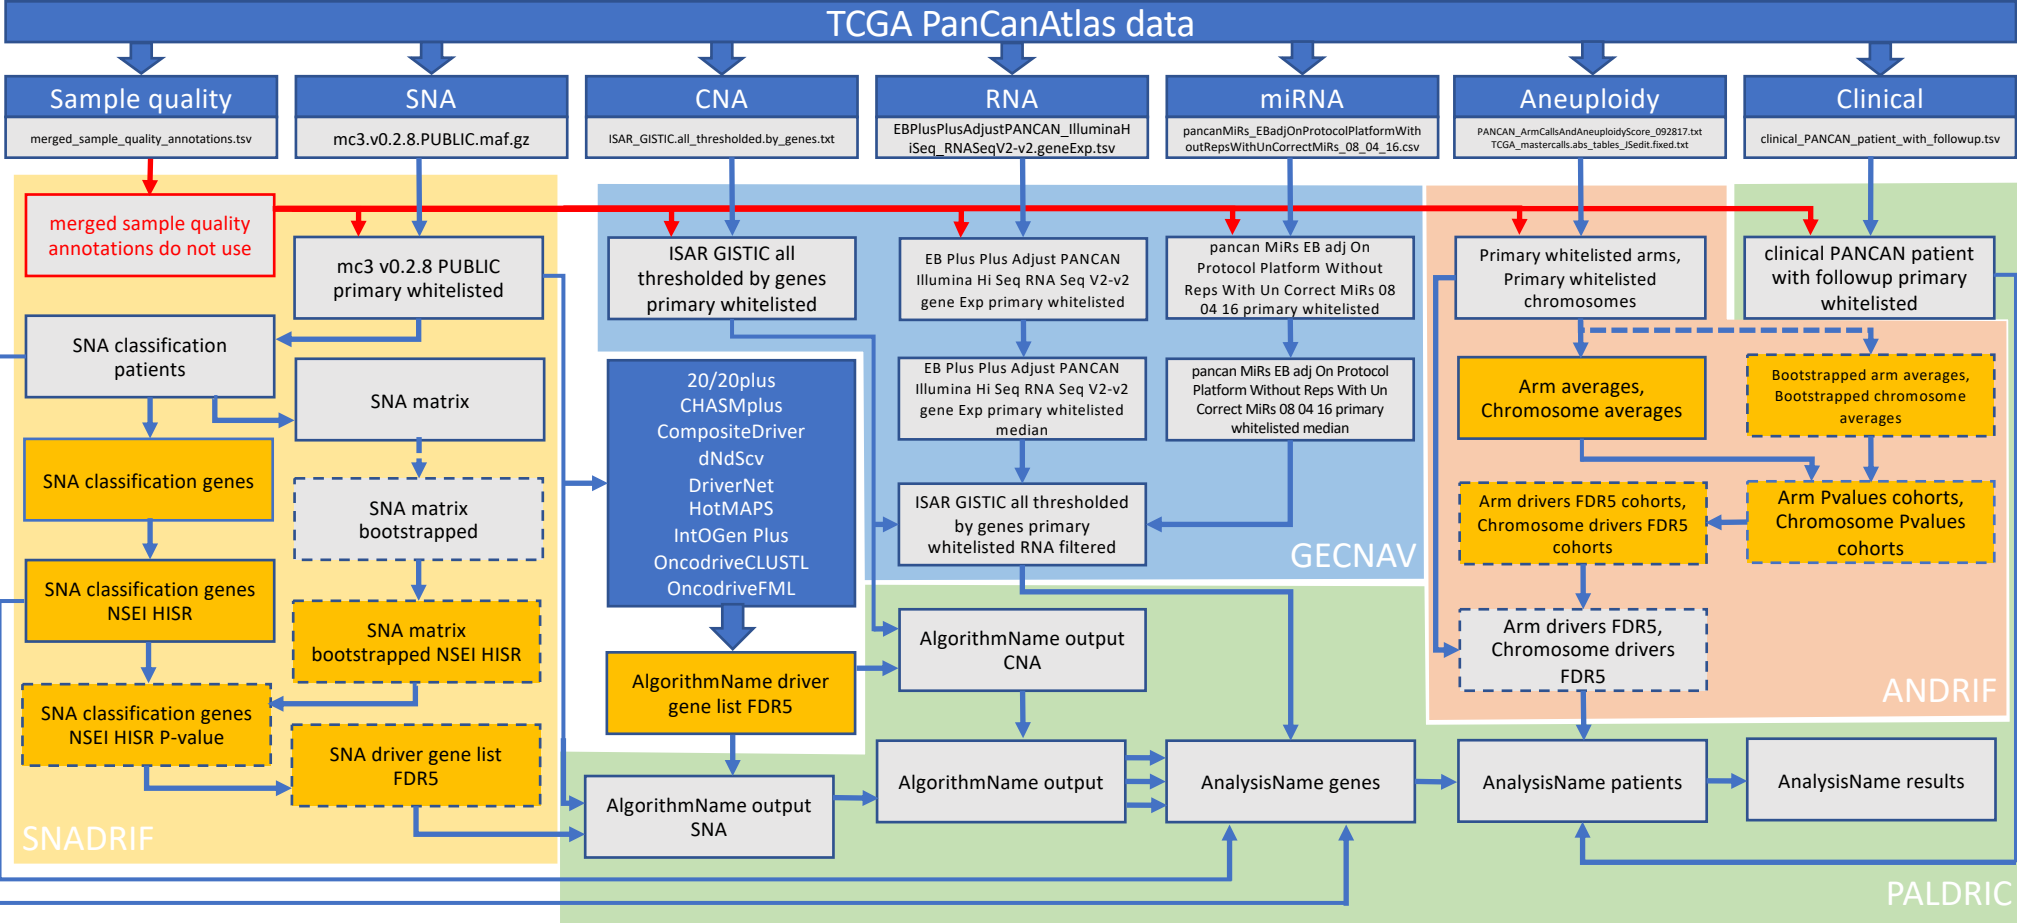 TCGA PanCanAtlas data
Sample quality
merged_sample_quality_annotations.tsv
SNA
mc3.v0.2.8.PUBLIC.maf.gz
CNA
ISAR_GISTIC.all_thresholded.by_genes.txt
RNA
EBPlusPlusAdjustPANCAN_IlluminaH
iSeq_RNASeqV2-v2.geneExp.tsv
miRNA
pancanMiRs_EBadjOnProtocolPlatformWith
outRepsWithUnCorrectMiRs_08_04_16.csv
Aneuploidy
PANCAN_ArmCallsAndAneuploidyScore_092817.txt
TCGA_mastercalls.abs_tables_JSedit.fixed.txt
Clinical
clinical_PANCAN_patient_with_followup.tsv
merged sample quality
annotations do not use
mc3 v0.2.8 PUBLIC
primary whitelisted
ISAR GISTIC all
thresholded by genes
primary whitelisted
EB Plus Plus Adjust PANCAN
Illumina Hi Seq RNA Seq V2-v2
gene Exp primary whitelisted
pancan MiRs EB adj On
Protocol Platform Without
Reps With Un Correct MiRs 08
04 16 primary whitelisted
Primary whitelisted arms,
Primary whitelisted
chromosomes
clinical PANCAN patient
with followup primary
whitelisted
SNA classification
patients
SNA matrix
20/20plus
CHASMplus
CompositeDriver
dNdScv
DriverNet
HotMAPS
IntOGen Plus
OncodriveCLUSTL
OncodriveFML
EB Plus Plus Adjust PANCAN
Illumina Hi Seq RNA Seq V2-v2
gene Exp primary whitelisted
median
pancan MiRs EB adj On Protocol
Platform Without Reps With Un
Correct MiRs 08 04 16 primary
whitelisted median
Arm averages,
Chromosome averages
Bootstrapped arm averages,
Bootstrapped chromosome
averages
SNA classification genes
SNA matrix
bootstrapped
ISAR GISTIC all thresholded
by genes primary
whitelisted RNA filtered
GECNAV
Arm drivers FDR5 cohorts,
Chromosome drivers FDR5
cohorts
Arm Pvalues cohorts,
Chromosome Pvalues
cohorts
SNA classification genes
NSEI HISR
SNA matrix
bootstrapped NSEI HISR
AlgorithmName driver
gene list FDR5
AlgorithmName output
CNA
Arm drivers FDR5,
Chromosome drivers
FDR5
ANDRIF
SNA classification genes
NSEI HISR P-value
SNA driver gene list
FDR5
SNADRIF
AlgorithmName output
SNA
AlgorithmName output
AnalysisName genes
AnalysisName patients
AnalysisName results
PALDRIC